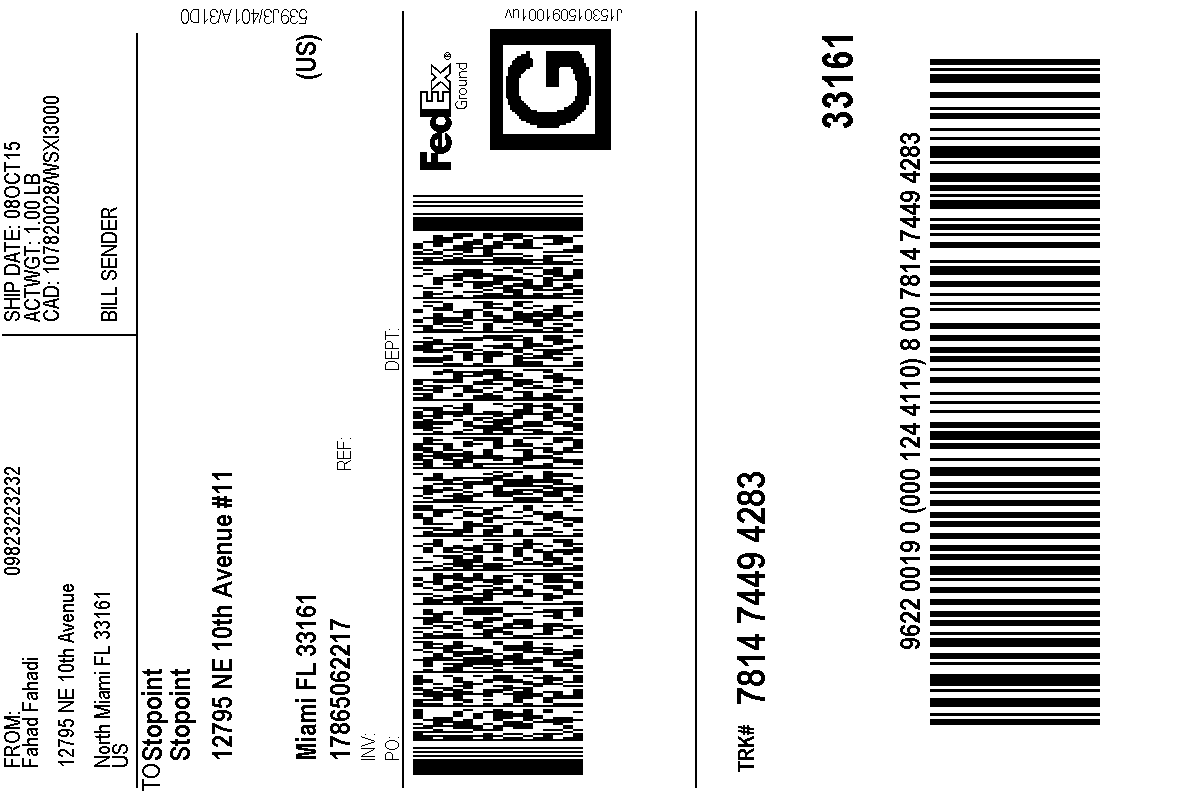 FROM: 09823223232
Fahad Fahadi
12795 NE 10th Avenue
North Miami FL 33161
US
SHIP DATE: 08OCT15
ACTWGT: 1.00 LB
CAD: 107820028/WSXI3000
BILL SENDER
TO Stopoint
Stopoint
12795 NE 10th Avenue #11
Miami FL 33161 (US)
17865062217
REF:
INV:
PO: DEPT:
539J3/401A/31D0
J153015091001uv
FedEx®
Ground
G
TRK# 7814 7449 4283
33161
9622 0019 0 (000 124 4110) 8 00 7814 7449 4283